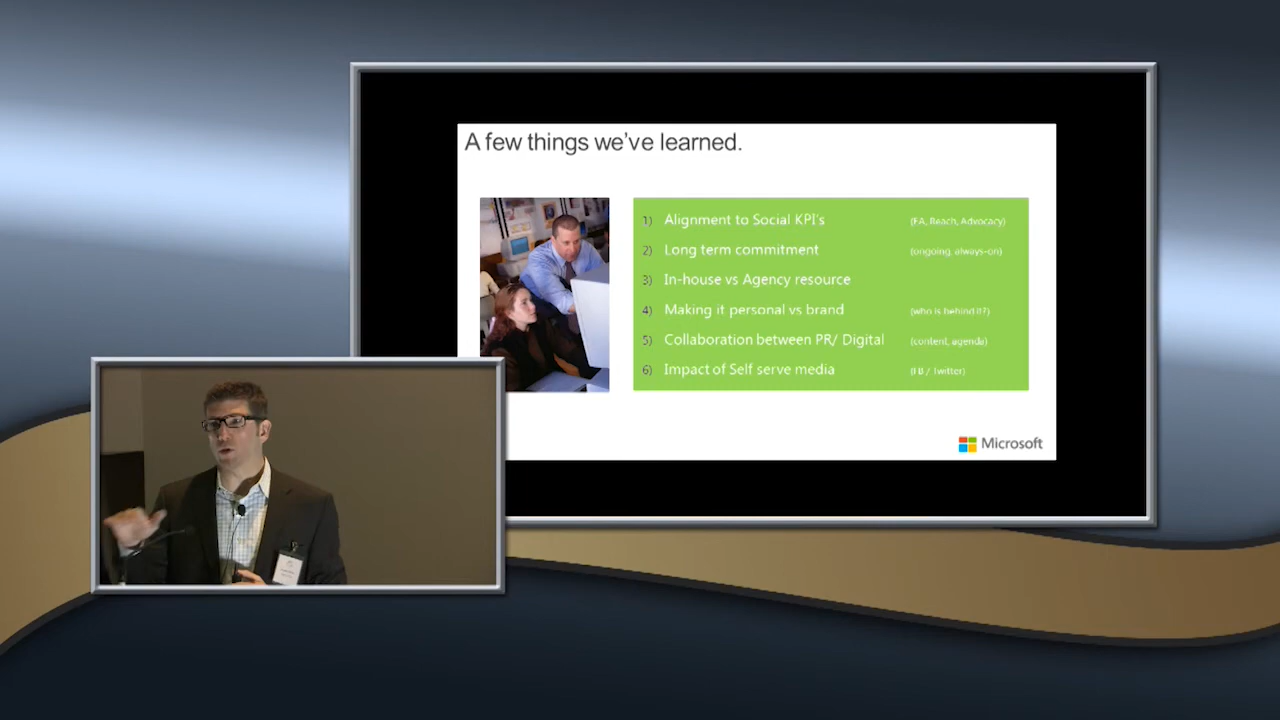 A few things we've learned.
1) Alignment to Social KPI's (EA, Reach, Advocacy)
2) Long term commitment (ongoing, always-on)
3) In-house vs Agency resource
4) Making it personal vs brand (who is behind it?)
5) Collaboration between PR/ Digital (content, agenda)
6) Impact of Self serve media (FB / Twitter)
Microsoft